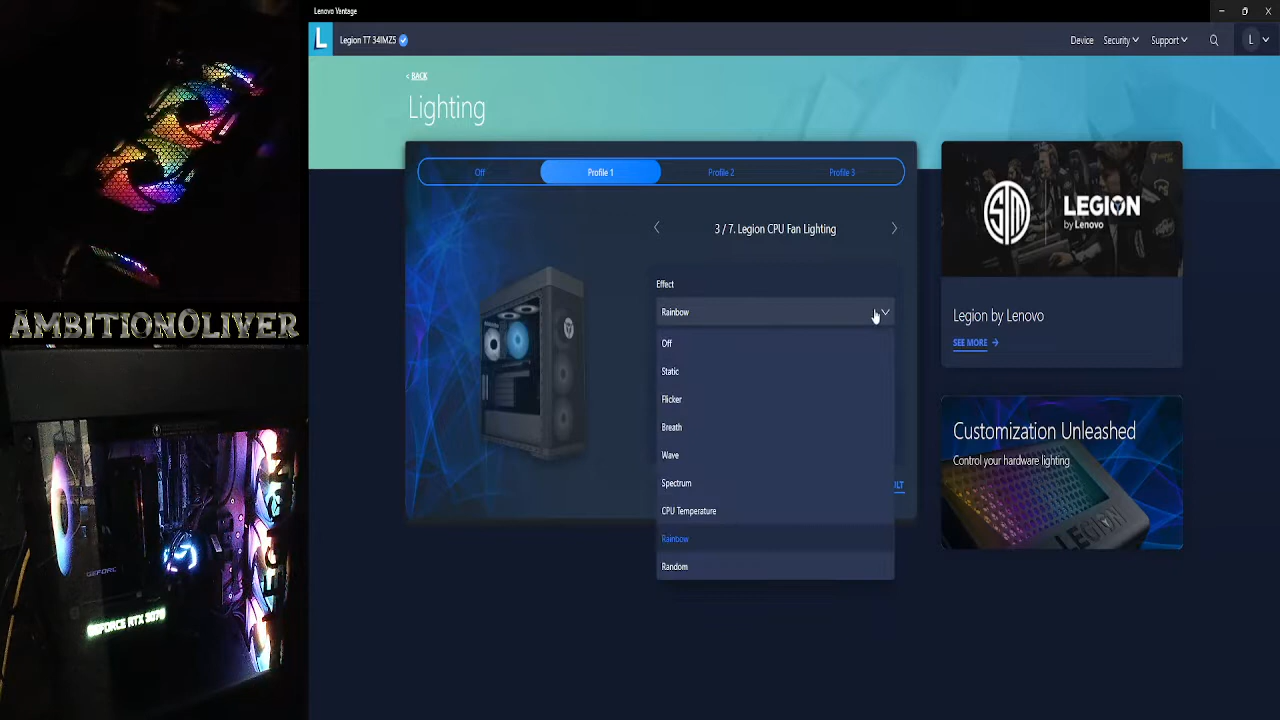 Lenovo Vantage
L
Legion T7 34IMZ5
Device
Security
Support
L
< BACK
Lighting
Off
Profile 1
Profile 2
Profile 3
3 / 7. Legion CPU Fan Lighting
Effect
Rainbow
Off
Static
Flicker
Breath
Wave
Spectrum
CPU Temperature
Rainbow
Random
LEGION
by Lenovo
Legion by Lenovo
SEE MORE →
Customization Unleashed
Control your hardware lighting
LEGION
AMBITIONOLIVER
GEFORCE RTX